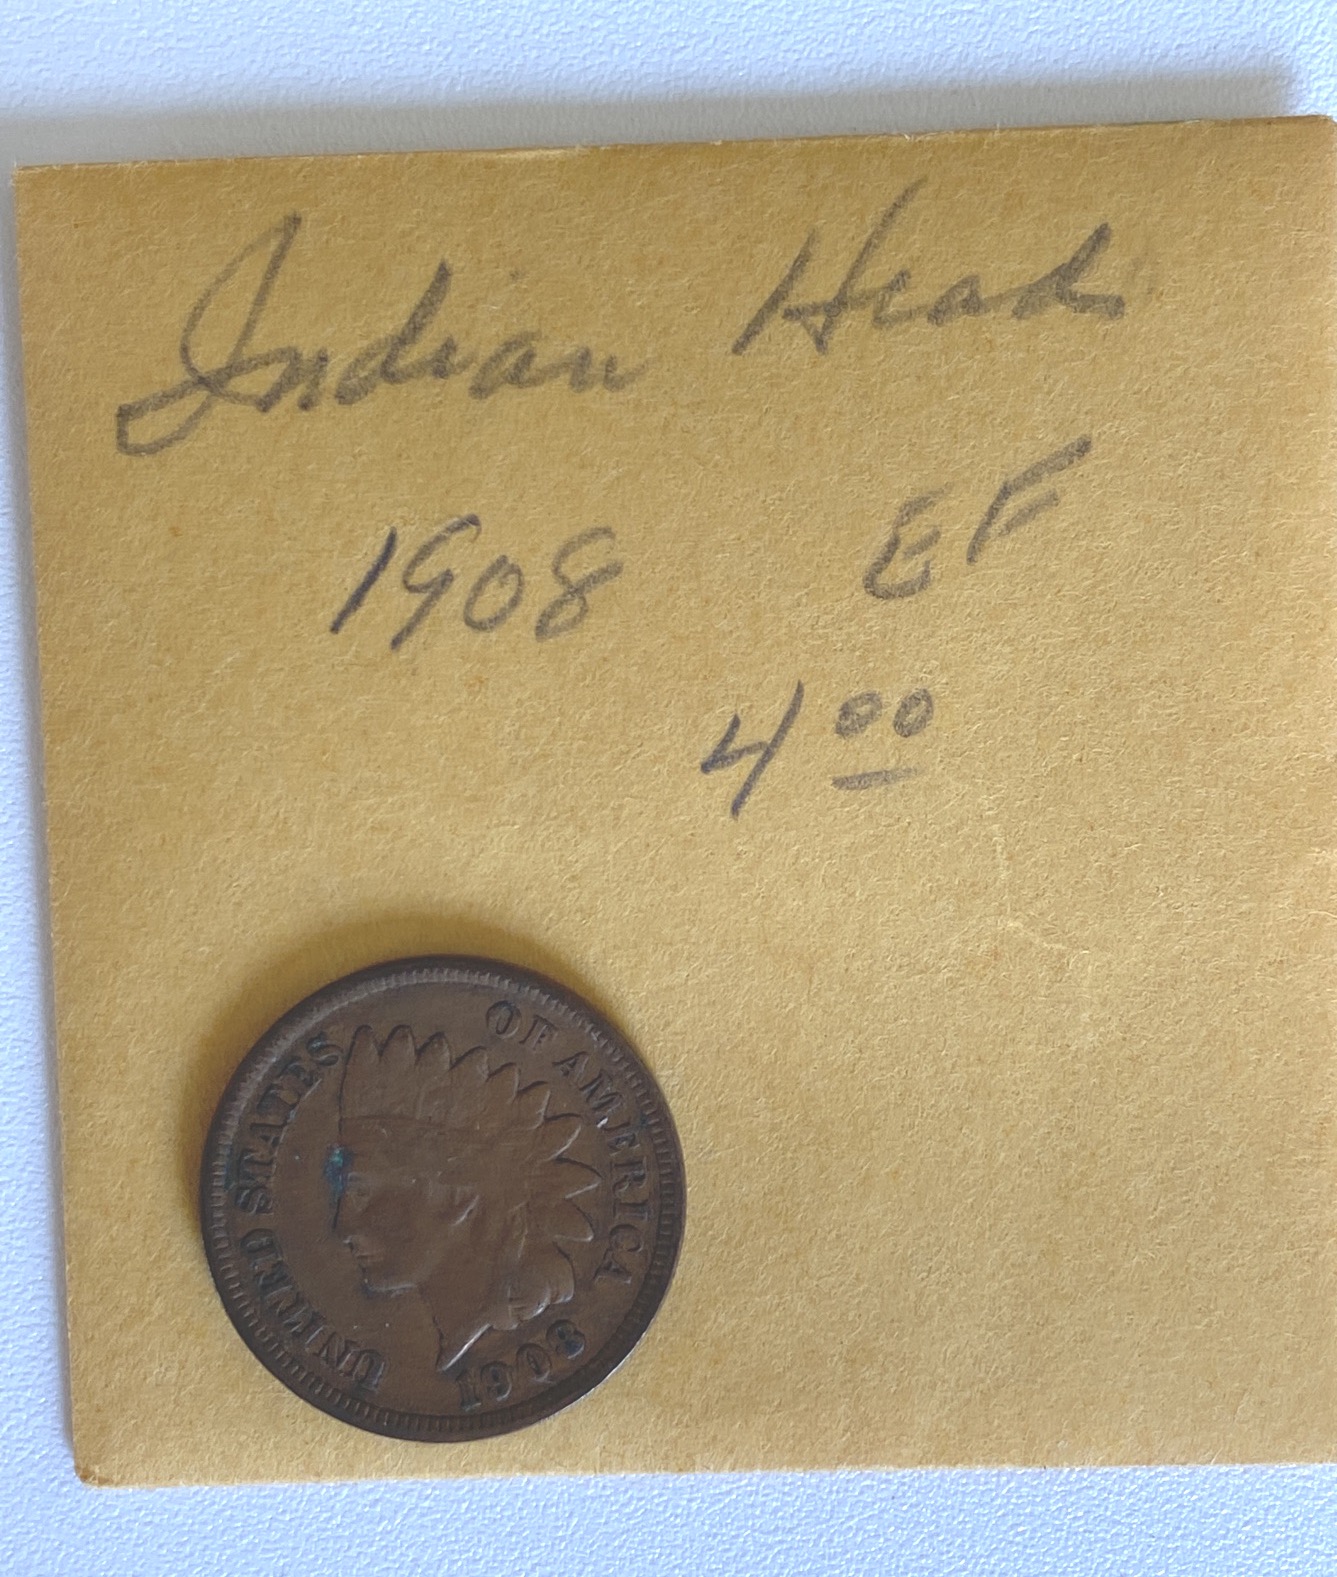 Indian Head
1908 EF
4 00
UNITED STATES OF AMERICA
1908